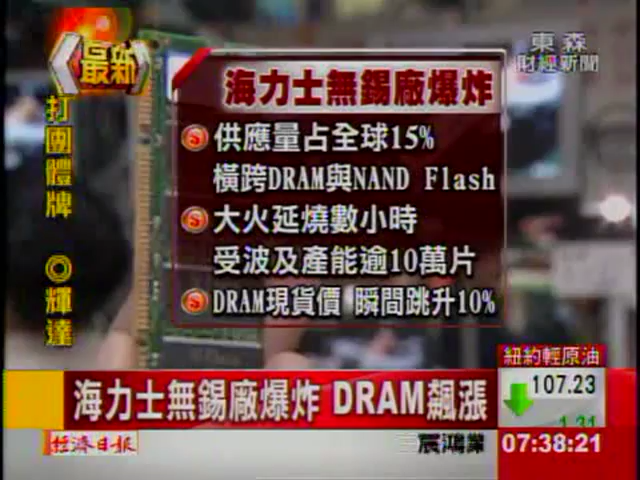 最新
東森
財經新聞
打團體牌 ◎輝達
海力士無錫廠爆炸
供應量占全球15%
橫跨DRAM與NAND Flash
大火延燒數小時
受波及產能逾10萬片
DRAM現貨價 瞬間跳升10%
紐約輕原油
107.23
1.31
海力士無錫廠爆炸 DRAM飆漲
經濟日報
宸鴻業
07:38:21